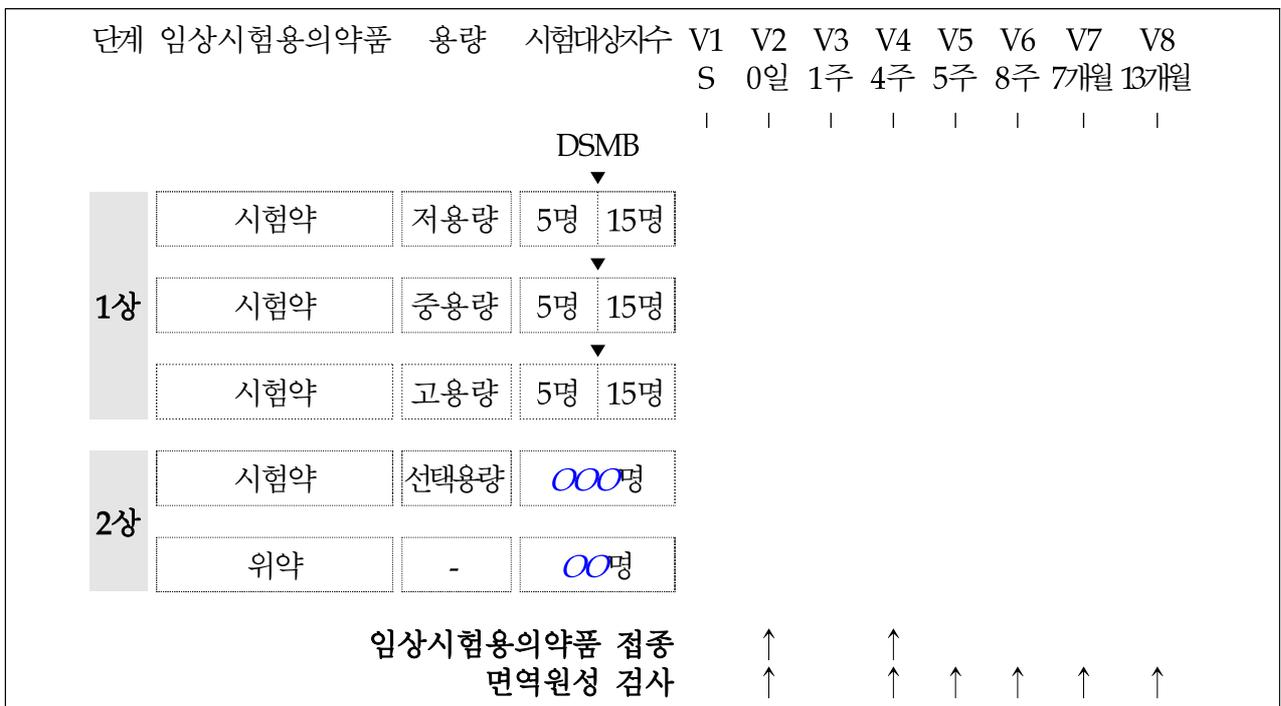 단계 임상시험용의약품 용량 시험대상자수 V1 V2 V3 V4 V5 V6 V7 V8
S 0일 1주 4주 5주 8주 7개월 13개월
DSMB
▼
시험약 저용량 5명 15명
▼
1상 시험약 중용량 5명 15명
▼
시험약 고용량 5명 15명
시험약 선택용량 OOO명
2상
위약 - OO명
임상시험용의약품 접종 ↑ ↑
면역원성 검사 ↑ ↑ ↑ ↑ ↑ ↑